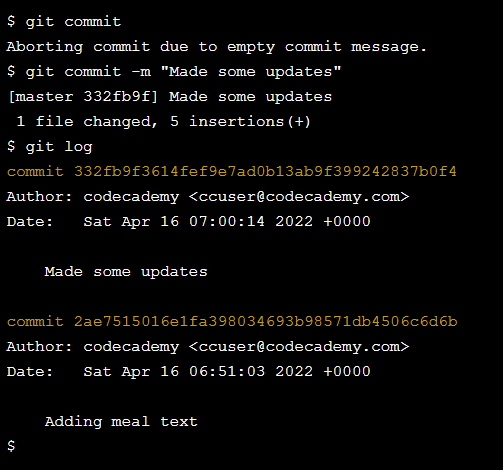 $ git commit
Aborting commit due to empty commit message.
$ git commit -m "Made some updates"
[master 332fb9f] Made some updates
 1 file changed, 5 insertions(+)
$ git log
commit 332fb9f3614fef9e7ad0b13ab9f399242837b0f4
Author: codecademy <ccuser@codecademy.com>
Date:   Sat Apr 16 07:00:14 2022 +0000

    Made some updates

commit 2ae7515016e1fa398034693b98571db4506c6d6b
Author: codecademy <ccuser@codecademy.com>
Date:   Sat Apr 16 06:51:03 2022 +0000

    Adding meal text
$